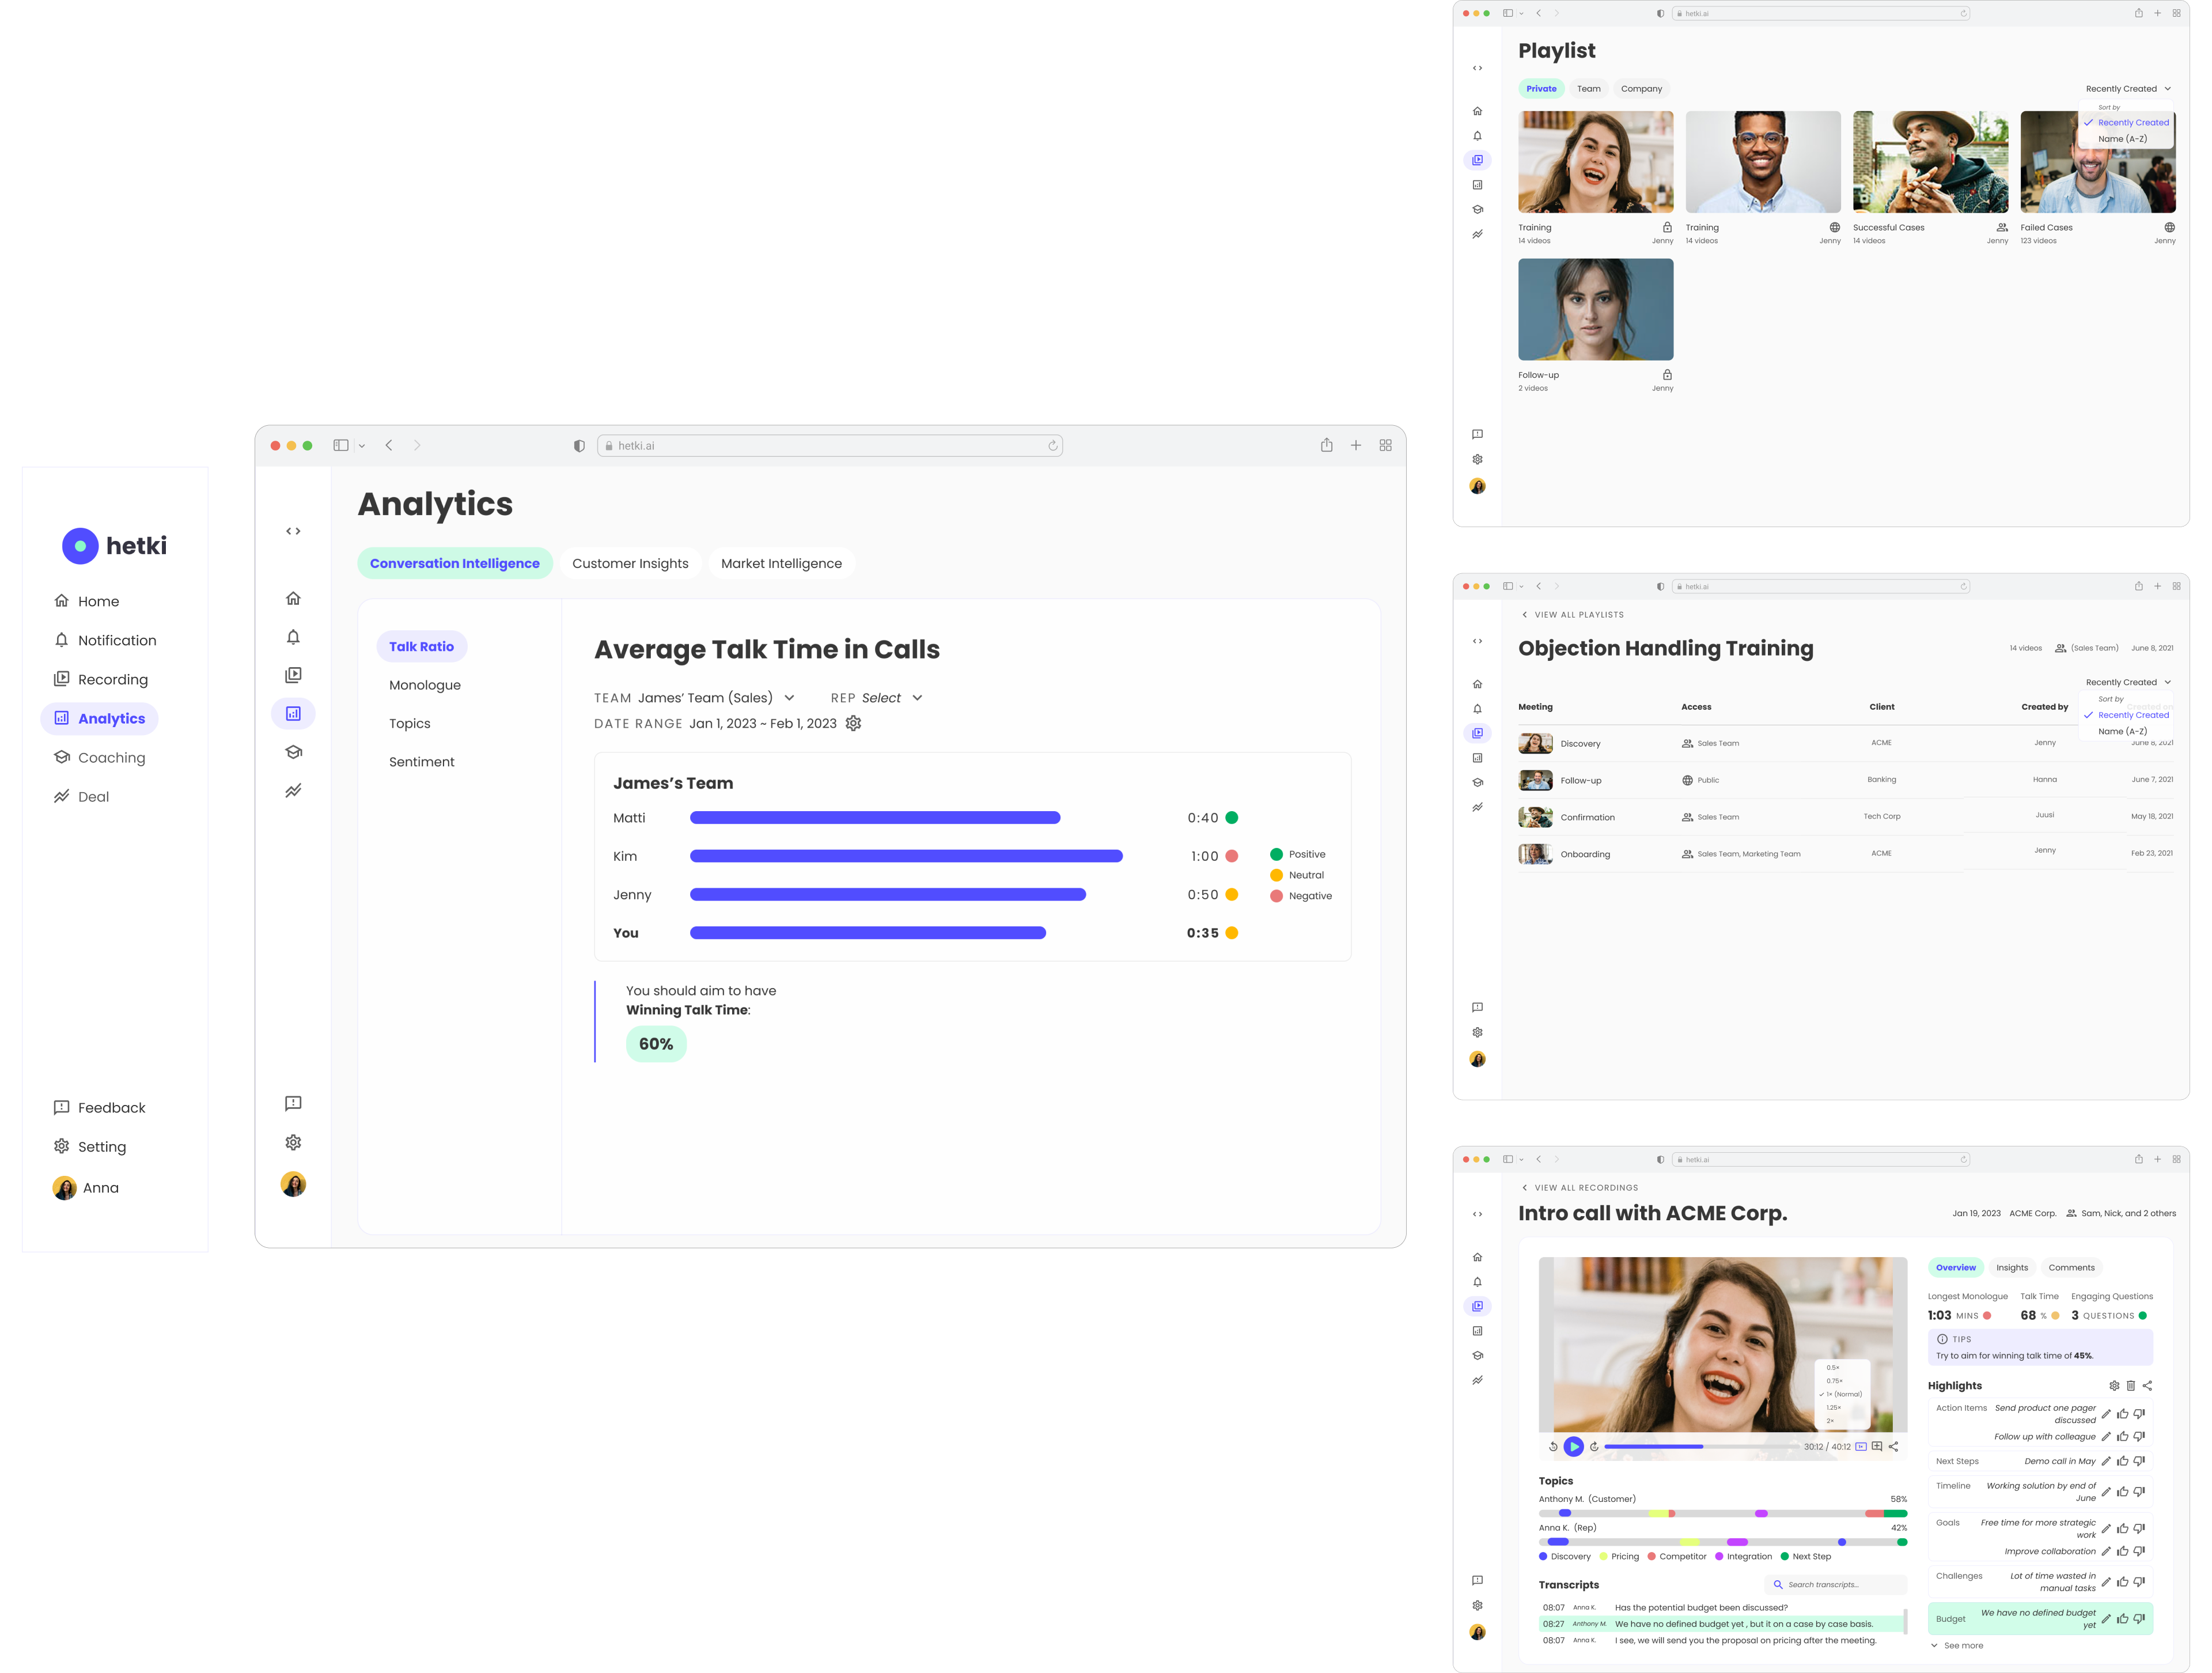 hetki
Home
Notification
Recording
Analytics
Coaching
Deal
Feedback
Setting
Anna
hetki.ai
Analytics
Conversation Intelligence Customer Insights Market Intelligence
Talk Ratio
Monologue
Topics
Sentiment
Average Talk Time in Calls
TEAM James’ Team (Sales) REP Select
DATE RANGE Jan 1, 2023 ~ Feb 1, 2023
James’s Team
Matti 0:40
Kim 1:00
Jenny 0:50
You 0:35
Positive
Neutral
Negative
You should aim to have
Winning Talk Time:
60%
hetki.ai
Playlist
Private Team Company
Recently Created
Sort by
Recently Created
Name (A-Z)
Training
14 videos Jenny
Training
14 videos Jenny
Successful Cases
14 videos Jenny
Failed Cases
123 videos Jenny
Follow-up
2 videos Jenny
hetki.ai
VIEW ALL PLAYLISTS
Objection Handling Training
14 videos (Sales Team) June 8, 2021
Recently Created
Sort by
Recently Created
Name (A-Z)
Meeting Access Client Created by Created on
Discovery Sales Team ACME Jenny June 8, 2021
Follow-up Public Banking Hanna June 7, 2021
Confirmation Sales Team Tech Corp Juusi May 18, 2021
Onboarding Sales Team, Marketing Team ACME Jenny Feb 23, 2021
hetki.ai
VIEW ALL RECORDINGS
Intro call with ACME Corp.
Jan 19, 2023 ACME Corp. Sam, Nick, and 2 others
0.5×
0.75×
1× (Normal)
1.25×
2×
30:12 / 40:12
Topics
Anthony M. (Customer) 58%
Anna K. (Rep) 42%
Discovery Pricing Competitor Integration Next Step
Transcripts
Search transcripts...
08:07 Anna K. Has the potential budget been discussed?
08:27 Anthony M. We have no defined budget yet , but it on a case by case basis.
08:07 Anna K. I see, we will send you the proposal on pricing after the meeting.
Overview Insights Comments
Longest Monologue Talk Time Engaging Questions
1:03 MINS 68 % 3 QUESTIONS
TIPS
Try to aim for winning talk time of 45%.
Highlights
Action Items Send product one pager
discussed
Follow up with colleague
Next Steps Demo call in May
Timeline Working solution by end of
June
Goals Free time for more strategic
work
Improve collaboration
Challenges Lot of time wasted in
manual tasks
Budget We have no defined budget
yet
See more